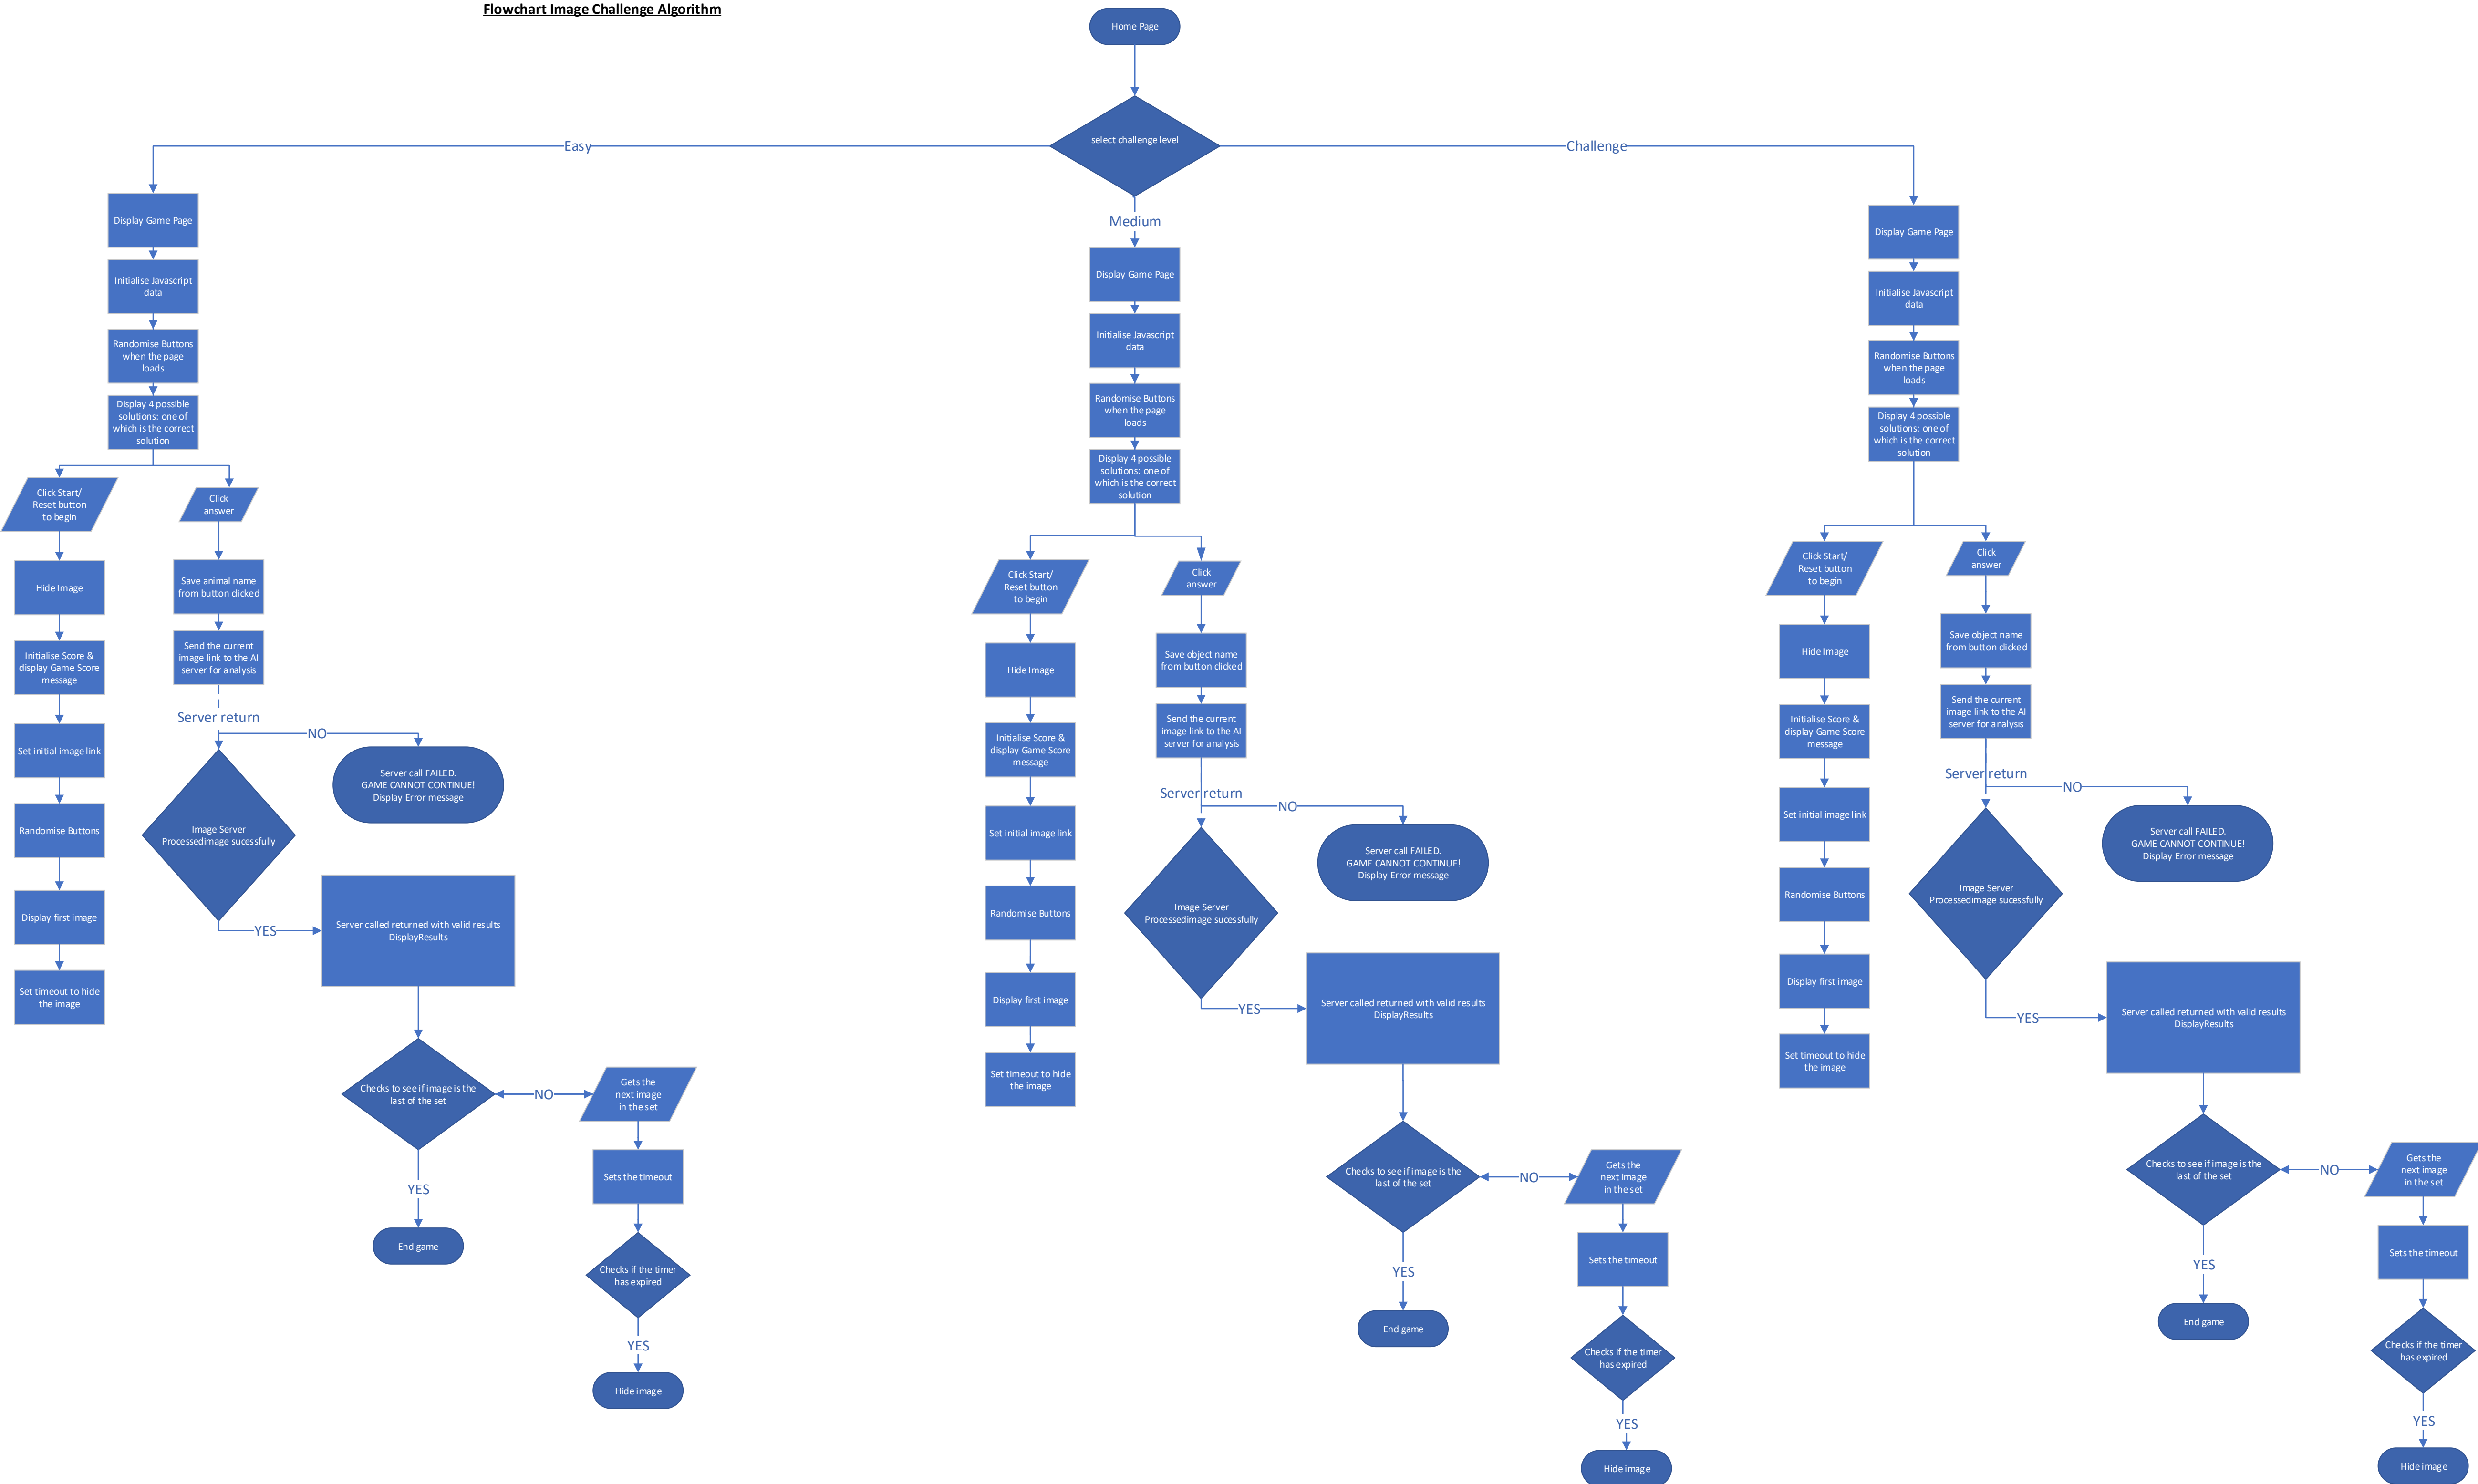 Flowchart Image Challenge Algorithm
Home Page
select challenge level
Easy
Medium
Challenge
Display Game Page
Initialise Javascript
data
Randomise Buttons
when the page
loads
Display 4 possible
solutions: one of
which is the correct
solution
Click Start/
Reset button
to begin
Hide Image
Initialise Score &
display Game Score
message
Set initial image link
Randomise Buttons
Display first image
Set timeout to hide
the image
Click
answer
Save animal name
from button clicked
Send the current
image link to the AI
server for analysis
Server return
NO
Server call FAILED.
GAME CANNOT CONTINUE!
Display Error message
Image Server
Processedimage sucessfully
YES
Server called returned with valid results
DisplayResults
Checks to see if image is the
last of the set
NO
Gets the
next image
in the set
YES
End game
Sets the timeout
Checks if the timer
has expired
YES
Hide image
Display Game Page
Initialise Javascript
data
Randomise Buttons
when the page
loads
Display 4 possible
solutions: one of
which is the correct
solution
Click Start/
Reset button
to begin
Hide Image
Initialise Score &
display Game Score
message
Set initial image link
Randomise Buttons
Display first image
Set timeout to hide
the image
Click
answer
Save object name
from button clicked
Send the current
image link to the AI
server for analysis
Server return
NO
Server call FAILED.
GAME CANNOT CONTINUE!
Display Error message
Image Server
Processedimage sucessfully
YES
Server called returned with valid results
DisplayResults
Checks to see if image is the
last of the set
NO
Gets the
next image
in the set
YES
End game
Sets the timeout
Checks if the timer
has expired
YES
Hide image
Display Game Page
Initialise Javascript
data
Randomise Buttons
when the page
loads
Display 4 possible
solutions: one of
which is the correct
solution
Click Start/
Reset button
to begin
Hide Image
Initialise Score &
display Game Score
message
Set initial image link
Randomise Buttons
Display first image
Set timeout to hide
the image
Click
answer
Save object name
from button clicked
Send the current
image link to the AI
server for analysis
Server return
NO
Server call FAILED.
GAME CANNOT CONTINUE!
Display Error message
Image Server
Processedimage sucessfully
YES
Server called returned with valid results
DisplayResults
Checks to see if image is the
last of the set
NO
Gets the
next image
in the set
YES
End game
Sets the timeout
Checks if the timer
has expired
YES
Hide image